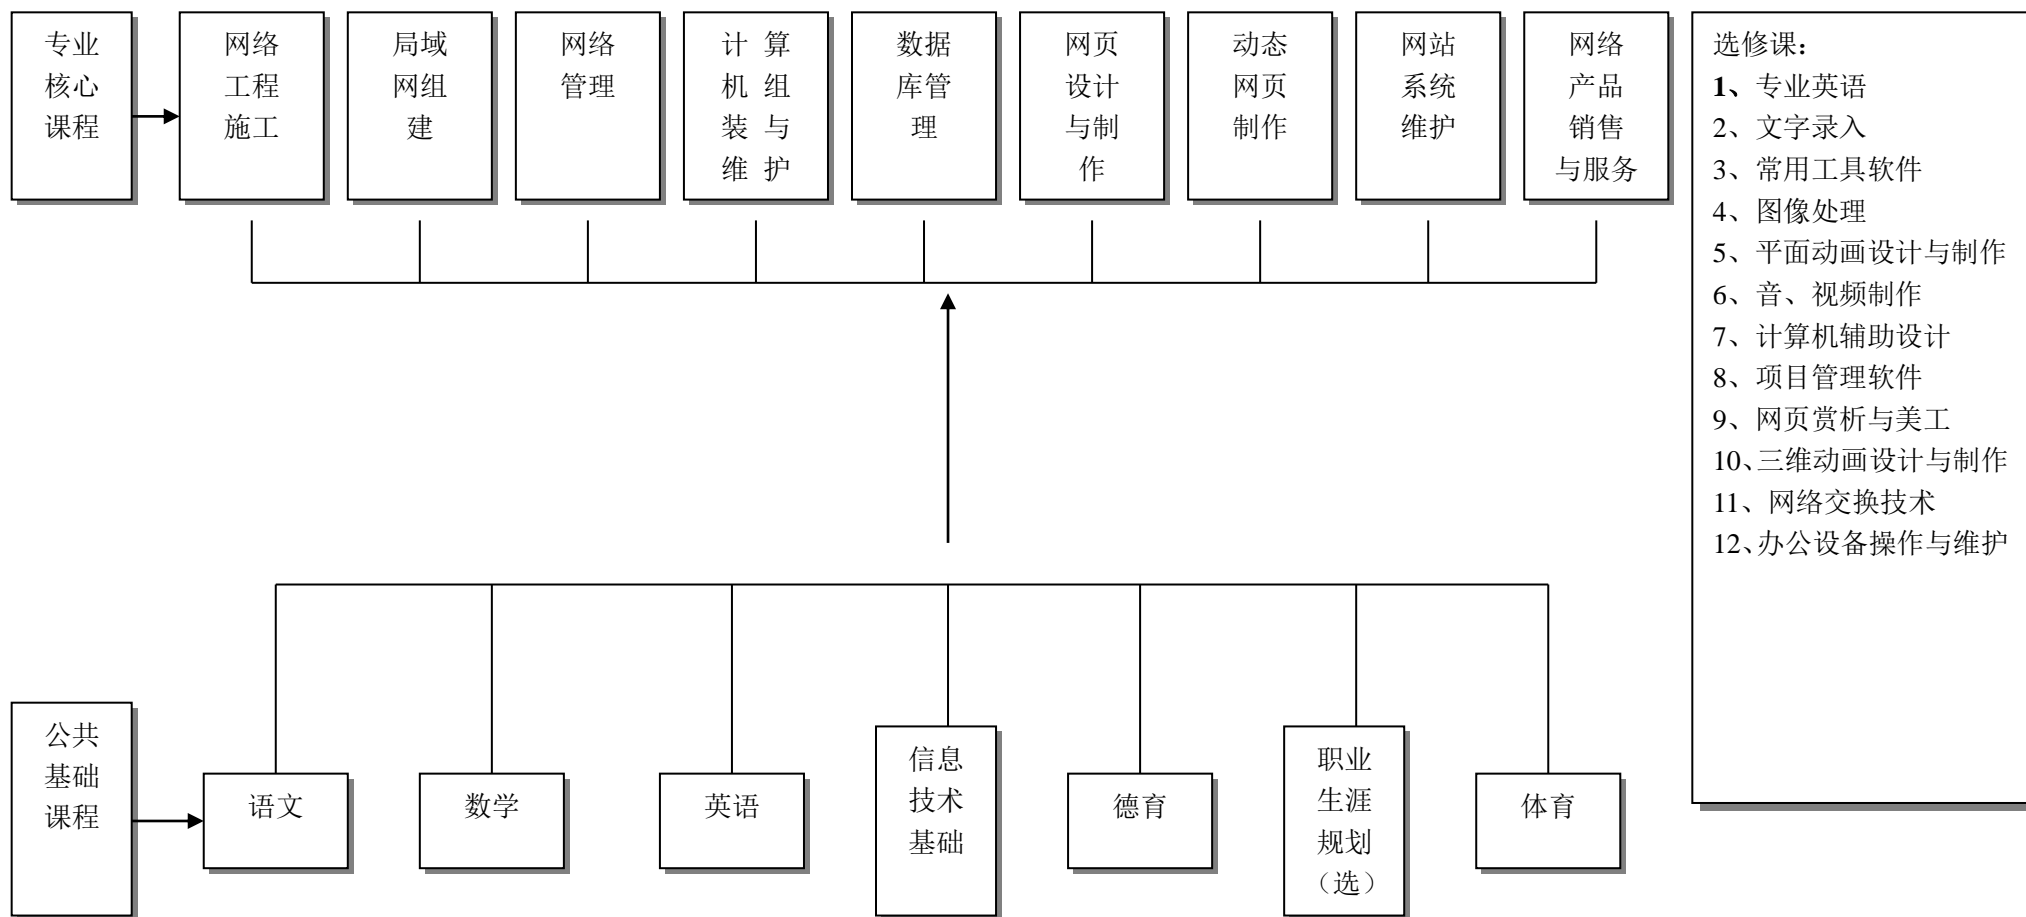 专业
核心
课程
网络
工程
施工
局域
网组
建
网络
管理
计 算
机 组
装 与
维 护
数据
库管
理
网页
设计
与制
作
动态
网页
制作
网站
系统
维护
网络
产品
销售
与服务
选修课：
1、专业英语
2、文字录入
3、常用工具软件
4、图像处理
5、平面动画设计与制作
6、音、视频制作
7、计算机辅助设计
8、项目管理软件
9、网页赏析与美工
10、三维动画设计与制作
11、网络交换技术
12、办公设备操作与维护
公共
基础
课程
语文
数学
英语
信息
技术
基础
德育
职业
生涯
规划
（选）
体育